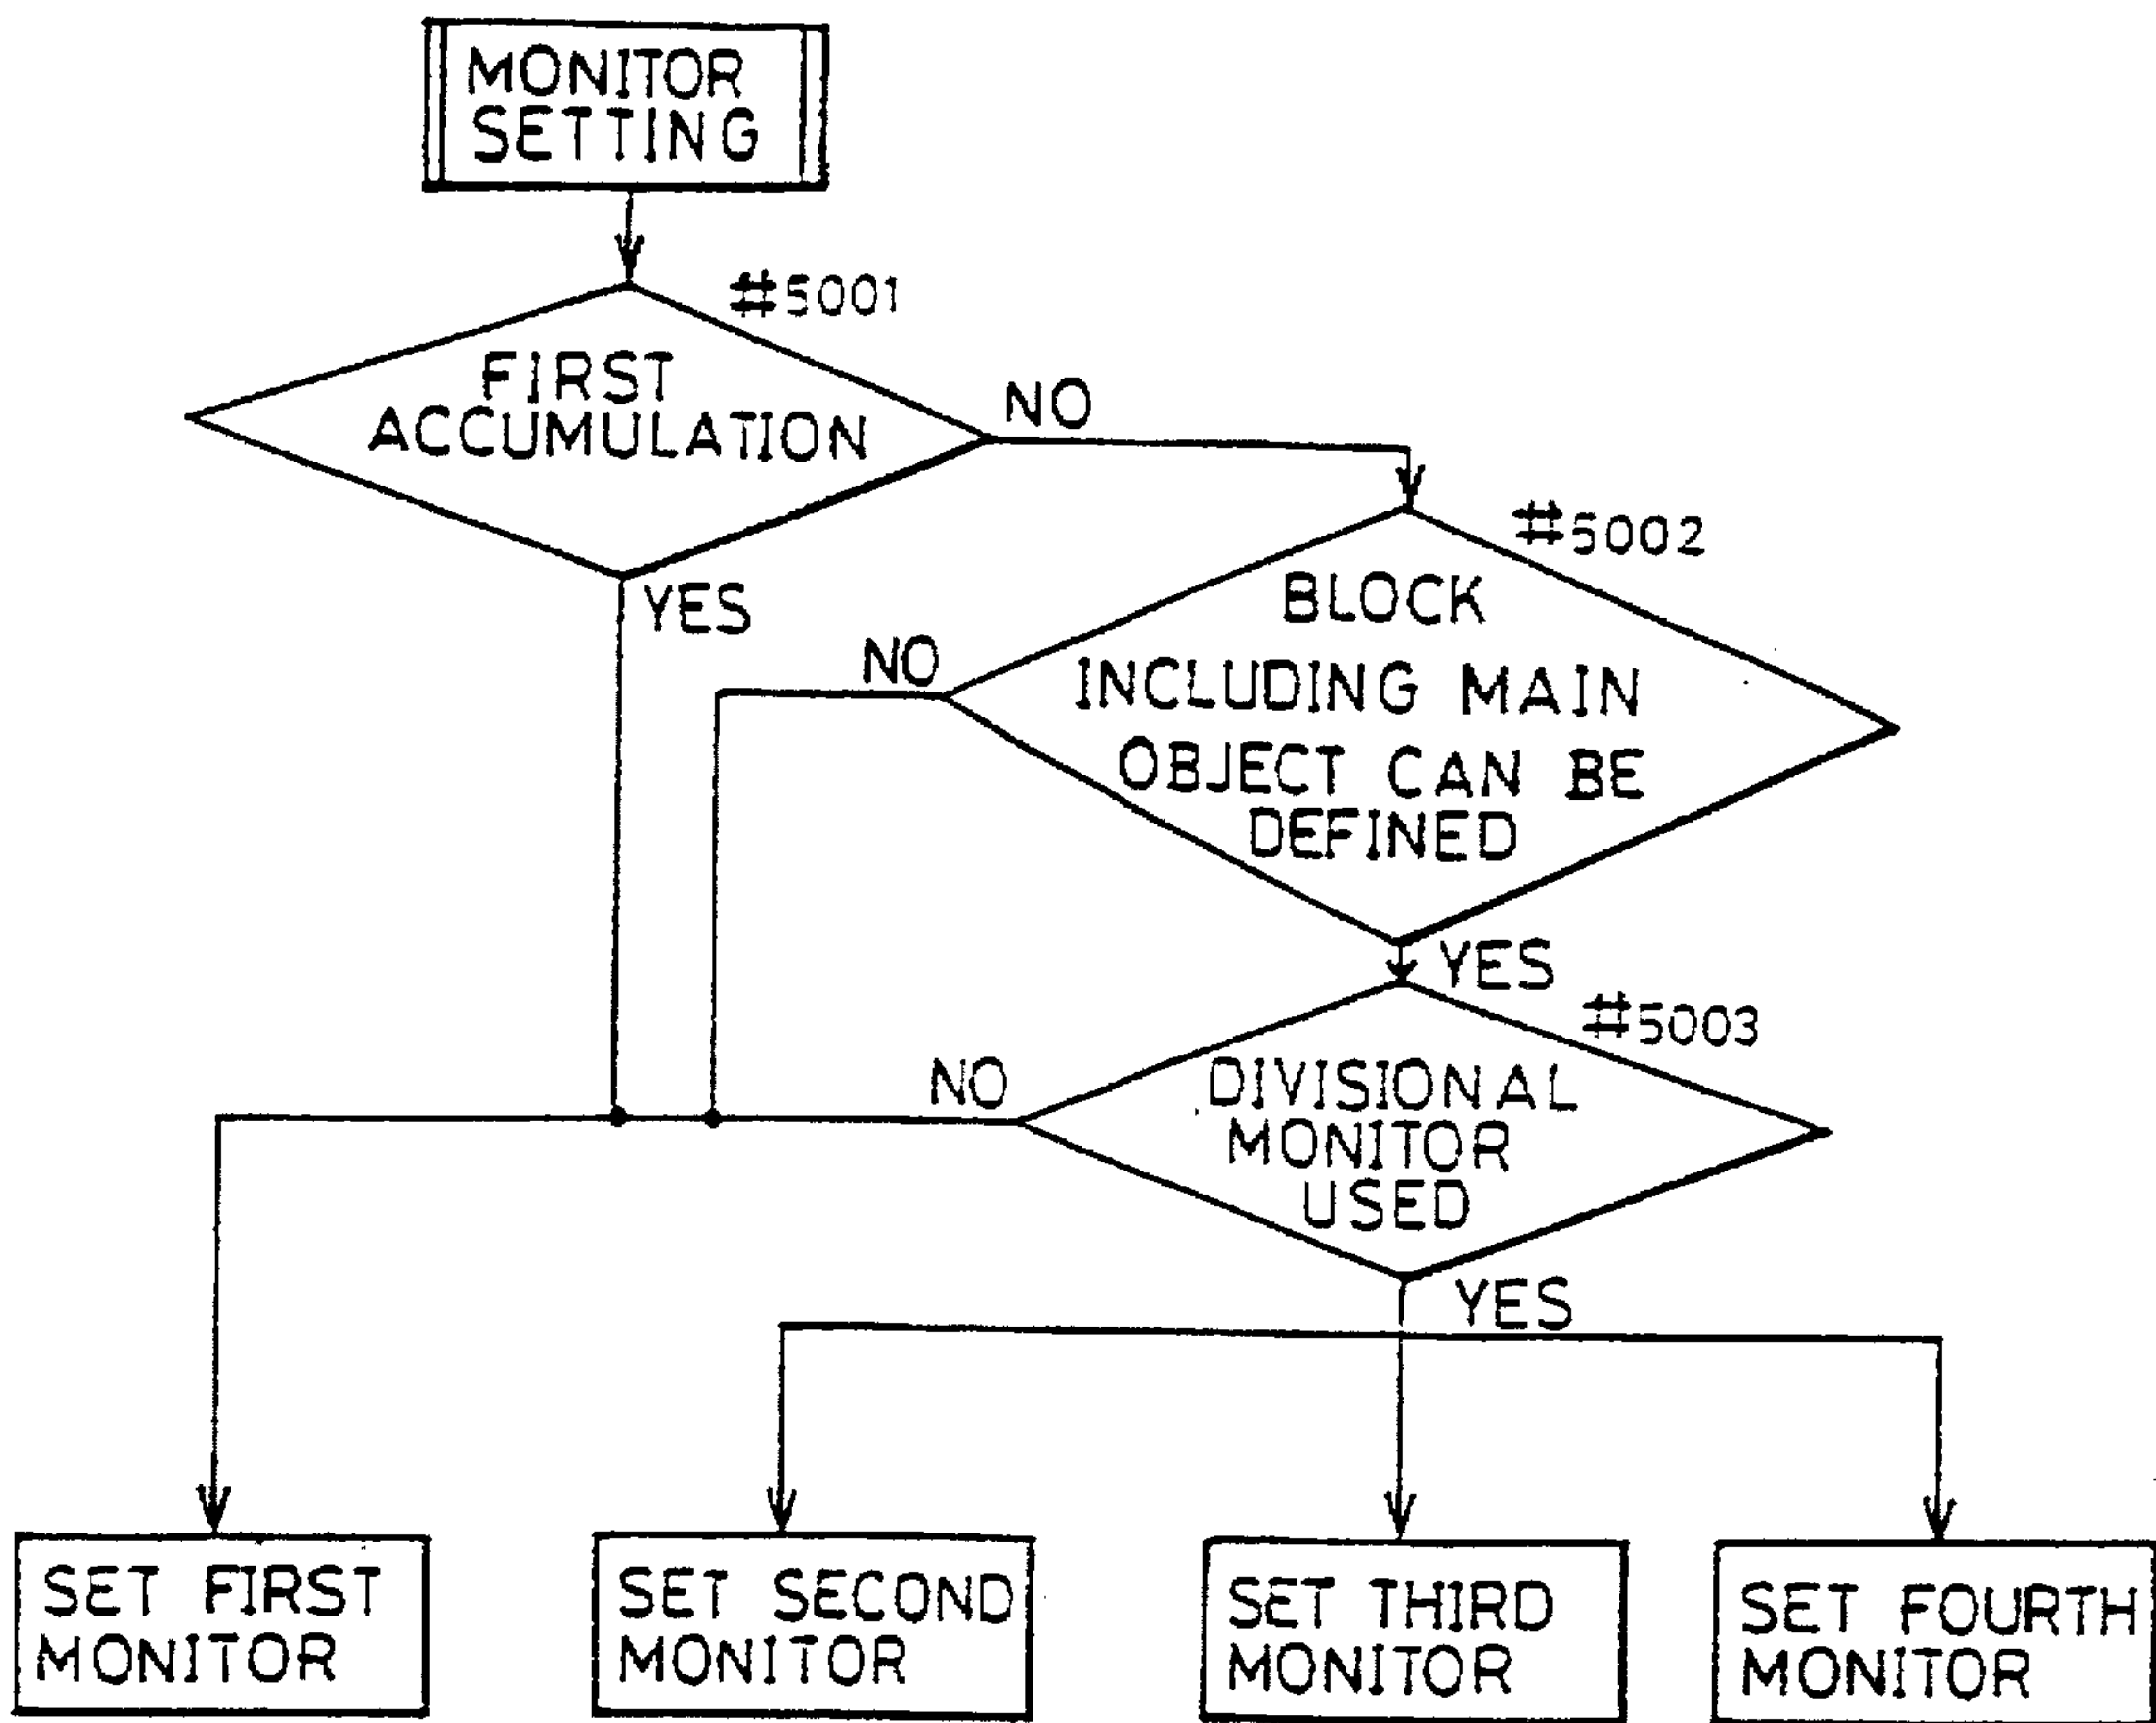 MONITOR
SETTING
#5001
FIRST
ACCUMULATION
NO
YES
#5002
BLOCK
INCLUDING MAIN
OBJECT CAN BE
DEFINED
NO
YES
#5003
DIVISIONAL
MONITOR
USED
NO
YES
SET FIRST
MONITOR
SET SECOND
MONITOR
SET THIRD
MONITOR
SET FOURTH
MONITOR